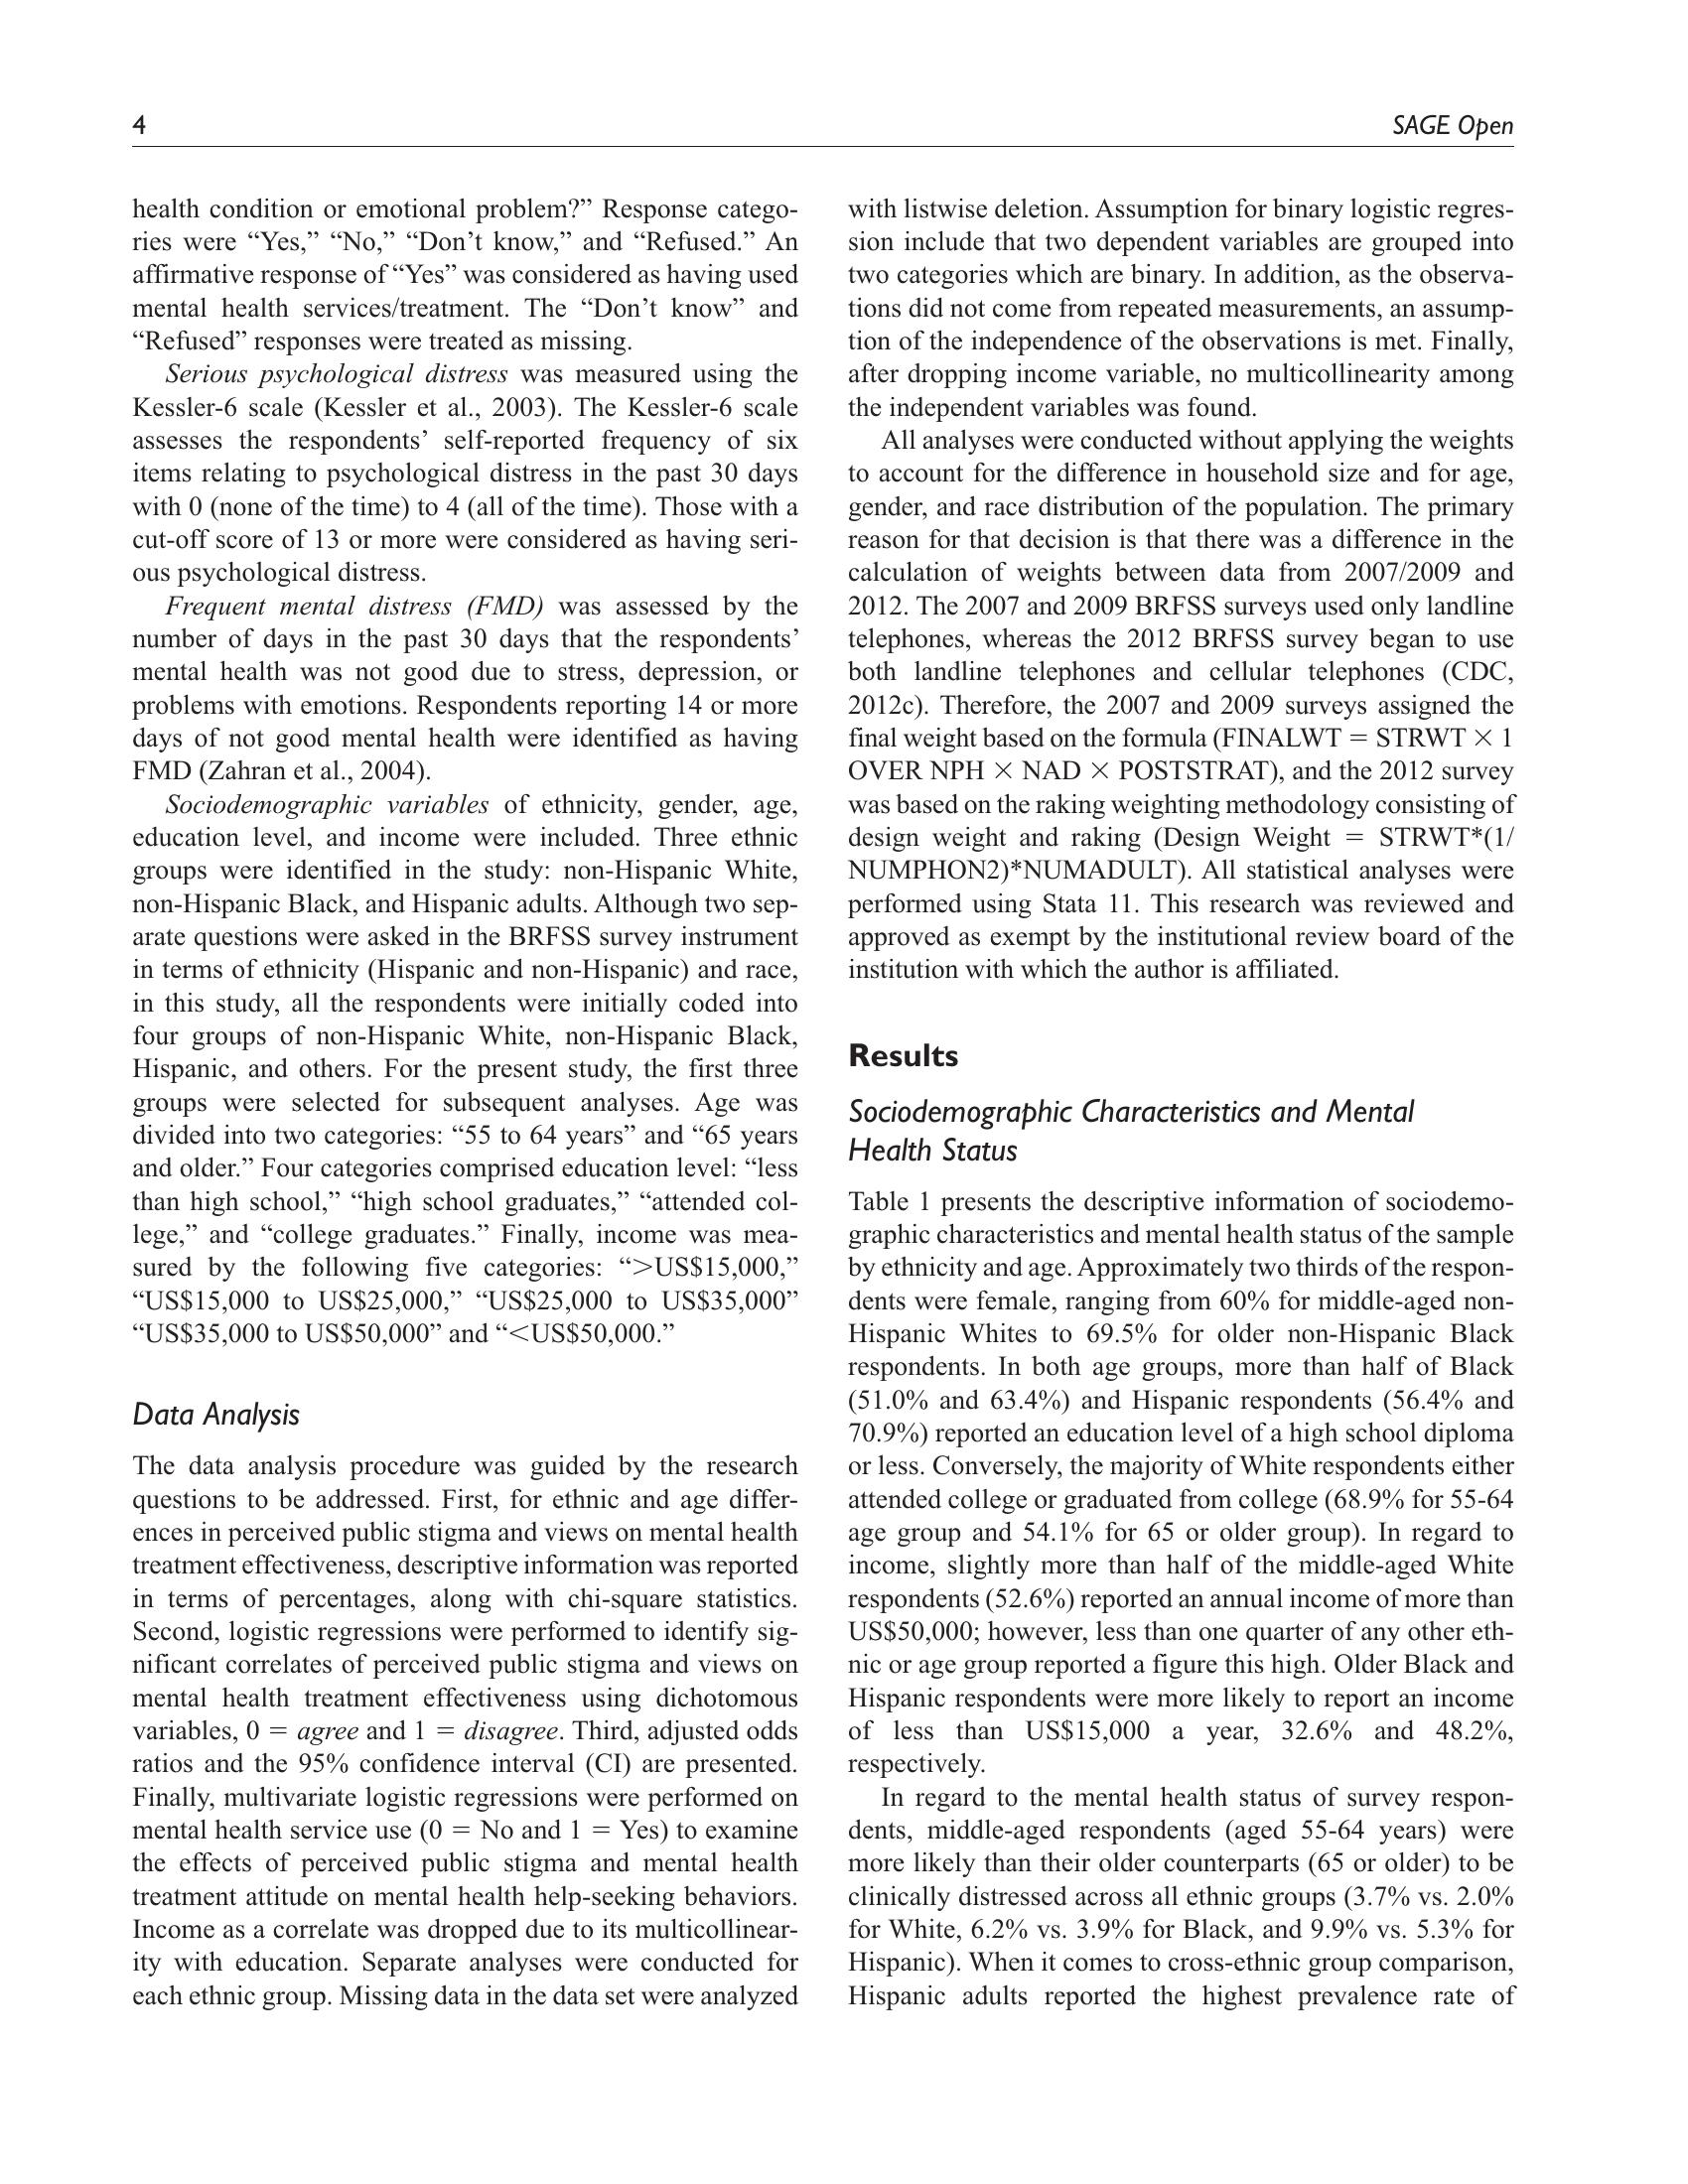 4
SAGE Open
health condition or emotional problem?” Response catego-
ries were “Yes,” “No,” “Don’t know,” and “Refused.” An
affirmative response of “Yes” was considered as having used
mental health services/treatment. The “Don’t know” and
“Refused” responses were treated as missing.
Serious psychological distress was measured using the
Kessler-6 scale (Kessler et al., 2003). The Kessler-6 scale
assesses the respondents’ self-reported frequency of six
items relating to psychological distress in the past 30 days
with 0 (none of the time) to 4 (all of the time). Those with a
cut-off score of 13 or more were considered as having seri-
ous psychological distress.
Frequent mental distress (FMD) was assessed by the
number of days in the past 30 days that the respondents’
mental health was not good due to stress, depression, or
problems with emotions. Respondents reporting 14 or more
days of not good mental health were identified as having
FMD (Zahran et al., 2004).
Sociodemographic variables of ethnicity, gender, age,
education level, and income were included. Three ethnic
groups were identified in the study: non-Hispanic White,
non-Hispanic Black, and Hispanic adults. Although two sep-
arate questions were asked in the BRFSS survey instrument
in terms of ethnicity (Hispanic and non-Hispanic) and race,
in this study, all the respondents were initially coded into
four groups of non-Hispanic White, non-Hispanic Black,
Hispanic, and others. For the present study, the first three
groups were selected for subsequent analyses. Age was
divided into two categories: “55 to 64 years” and “65 years
and older.” Four categories comprised education level: “less
than high school,” “high school graduates,” “attended col-
lege,” and “college graduates.” Finally, income was mea-
sured by the following five categories: “>US$15,000,”
“US$15,000 to US$25,000,” “US$25,000 to US$35,000”
“US$35,000 to US$50,000” and “<US$50,000.”
Data Analysis
The data analysis procedure was guided by the research
questions to be addressed. First, for ethnic and age differ-
ences in perceived public stigma and views on mental health
treatment effectiveness, descriptive information was reported
in terms of percentages, along with chi-square statistics.
Second, logistic regressions were performed to identify sig-
nificant correlates of perceived public stigma and views on
mental health treatment effectiveness using dichotomous
variables, 0 = agree and 1 = disagree. Third, adjusted odds
ratios and the 95% confidence interval (CI) are presented.
Finally, multivariate logistic regressions were performed on
mental health service use (0 = No and 1 = Yes) to examine
the effects of perceived public stigma and mental health
treatment attitude on mental health help-seeking behaviors.
Income as a correlate was dropped due to its multicollinear-
ity with education. Separate analyses were conducted for
each ethnic group. Missing data in the data set were analyzed
with listwise deletion. Assumption for binary logistic regres-
sion include that two dependent variables are grouped into
two categories which are binary. In addition, as the observa-
tions did not come from repeated measurements, an assump-
tion of the independence of the observations is met. Finally,
after dropping income variable, no multicollinearity among
the independent variables was found.
All analyses were conducted without applying the weights
to account for the difference in household size and for age,
gender, and race distribution of the population. The primary
reason for that decision is that there was a difference in the
calculation of weights between data from 2007/2009 and
2012. The 2007 and 2009 BRFSS surveys used only landline
telephones, whereas the 2012 BRFSS survey began to use
both landline telephones and cellular telephones (CDC,
2012c). Therefore, the 2007 and 2009 surveys assigned the
final weight based on the formula (FINALWT = STRWT × 1
OVER NPH × NAD × POSTSTRAT), and the 2012 survey
was based on the raking weighting methodology consisting of
design weight and raking (Design Weight = STRWT*(1/
NUMPHON2)*NUMADULT). All statistical analyses were
performed using Stata 11. This research was reviewed and
approved as exempt by the institutional review board of the
institution with which the author is affiliated.
Results
Sociodemographic Characteristics and Mental
Health Status
Table 1 presents the descriptive information of sociodemo-
graphic characteristics and mental health status of the sample
by ethnicity and age. Approximately two thirds of the respon-
dents were female, ranging from 60% for middle-aged non-
Hispanic Whites to 69.5% for older non-Hispanic Black
respondents. In both age groups, more than half of Black
(51.0% and 63.4%) and Hispanic respondents (56.4% and
70.9%) reported an education level of a high school diploma
or less. Conversely, the majority of White respondents either
attended college or graduated from college (68.9% for 55-64
age group and 54.1% for 65 or older group). In regard to
income, slightly more than half of the middle-aged White
respondents (52.6%) reported an annual income of more than
US$50,000; however, less than one quarter of any other eth-
nic or age group reported a figure this high. Older Black and
Hispanic respondents were more likely to report an income
of less than US$15,000 a year, 32.6% and 48.2%,
respectively.
In regard to the mental health status of survey respon-
dents, middle-aged respondents (aged 55-64 years) were
more likely than their older counterparts (65 or older) to be
clinically distressed across all ethnic groups (3.7% vs. 2.0%
for White, 6.2% vs. 3.9% for Black, and 9.9% vs. 5.3% for
Hispanic). When it comes to cross-ethnic group comparison,
Hispanic adults reported the highest prevalence rate of